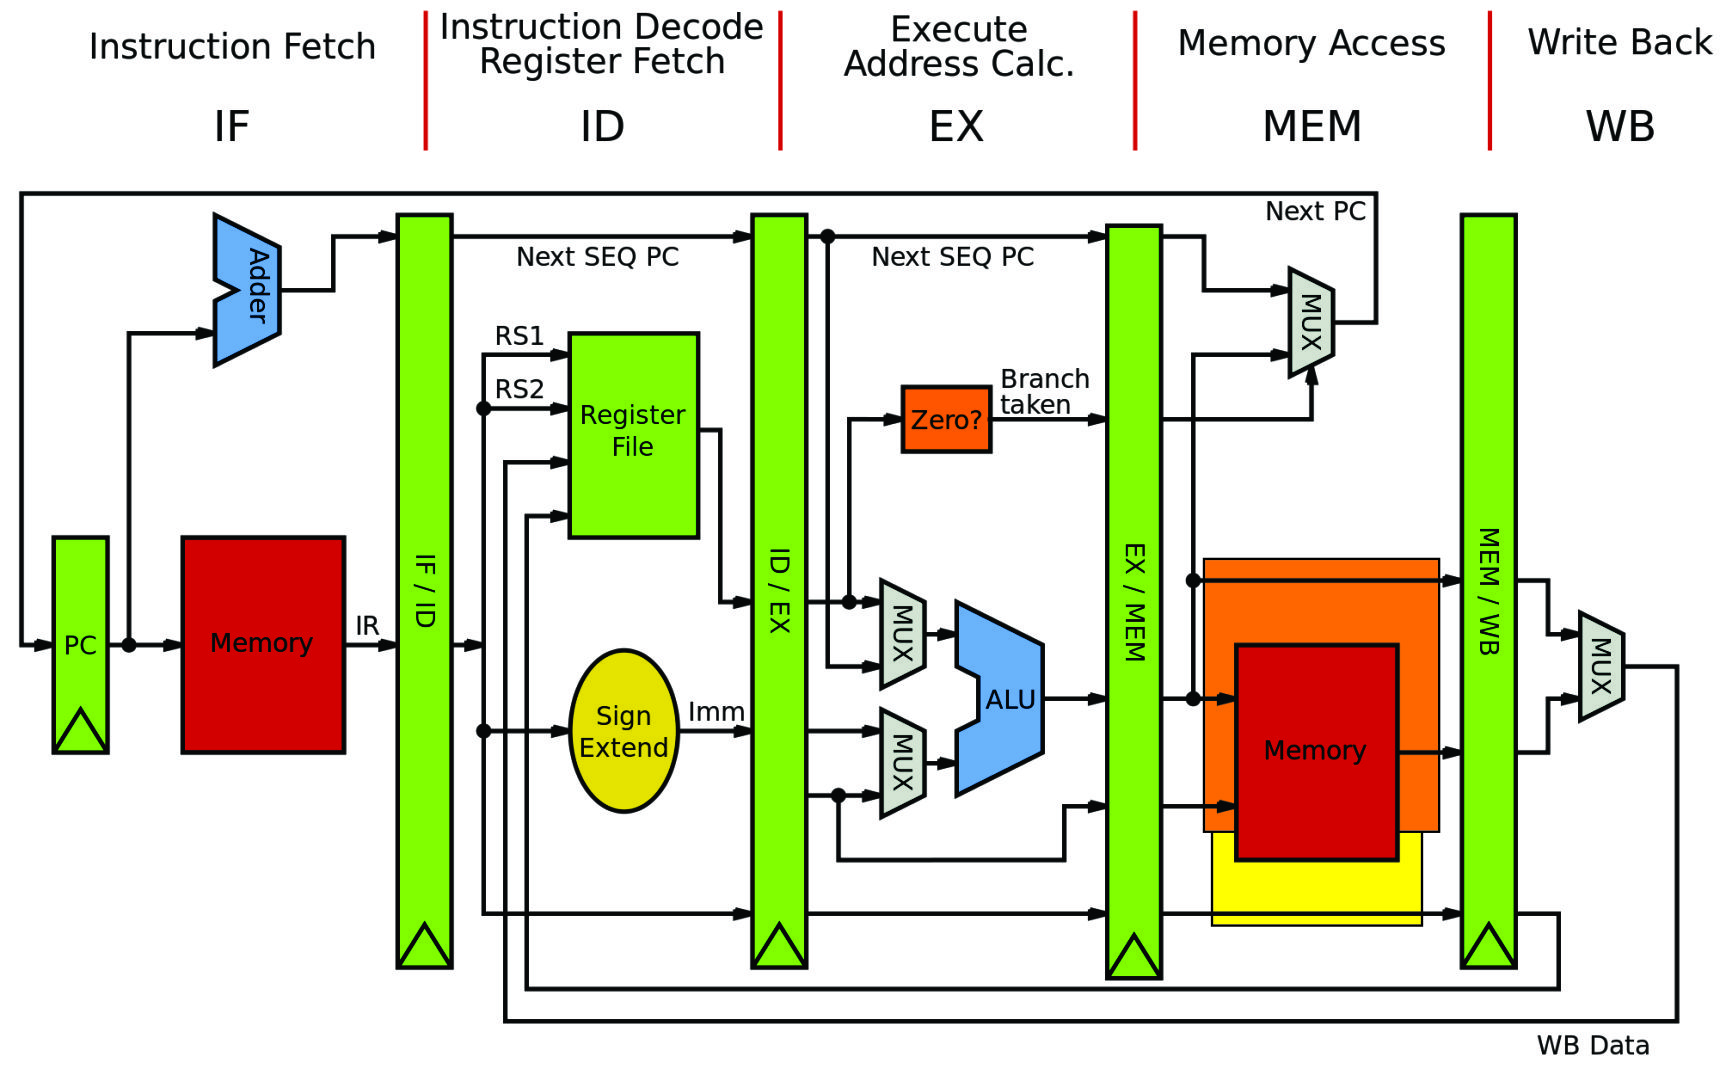 Instruction Fetch
IF
Instruction Decode
Register Fetch
ID
Execute
Address Calc.
EX
Memory Access
MEM
Write Back
WB
Next PC
Adder
Next SEQ PC
Next SEQ PC
MUX
RS1
RS2
Register
File
Branch
taken
Zero?
IF / ID
ID / EX
EX / MEM
MEM / WB
PC
Memory
IR
MUX
ALU
MUX
Sign
Extend
Imm
MUX
Memory
WB Data